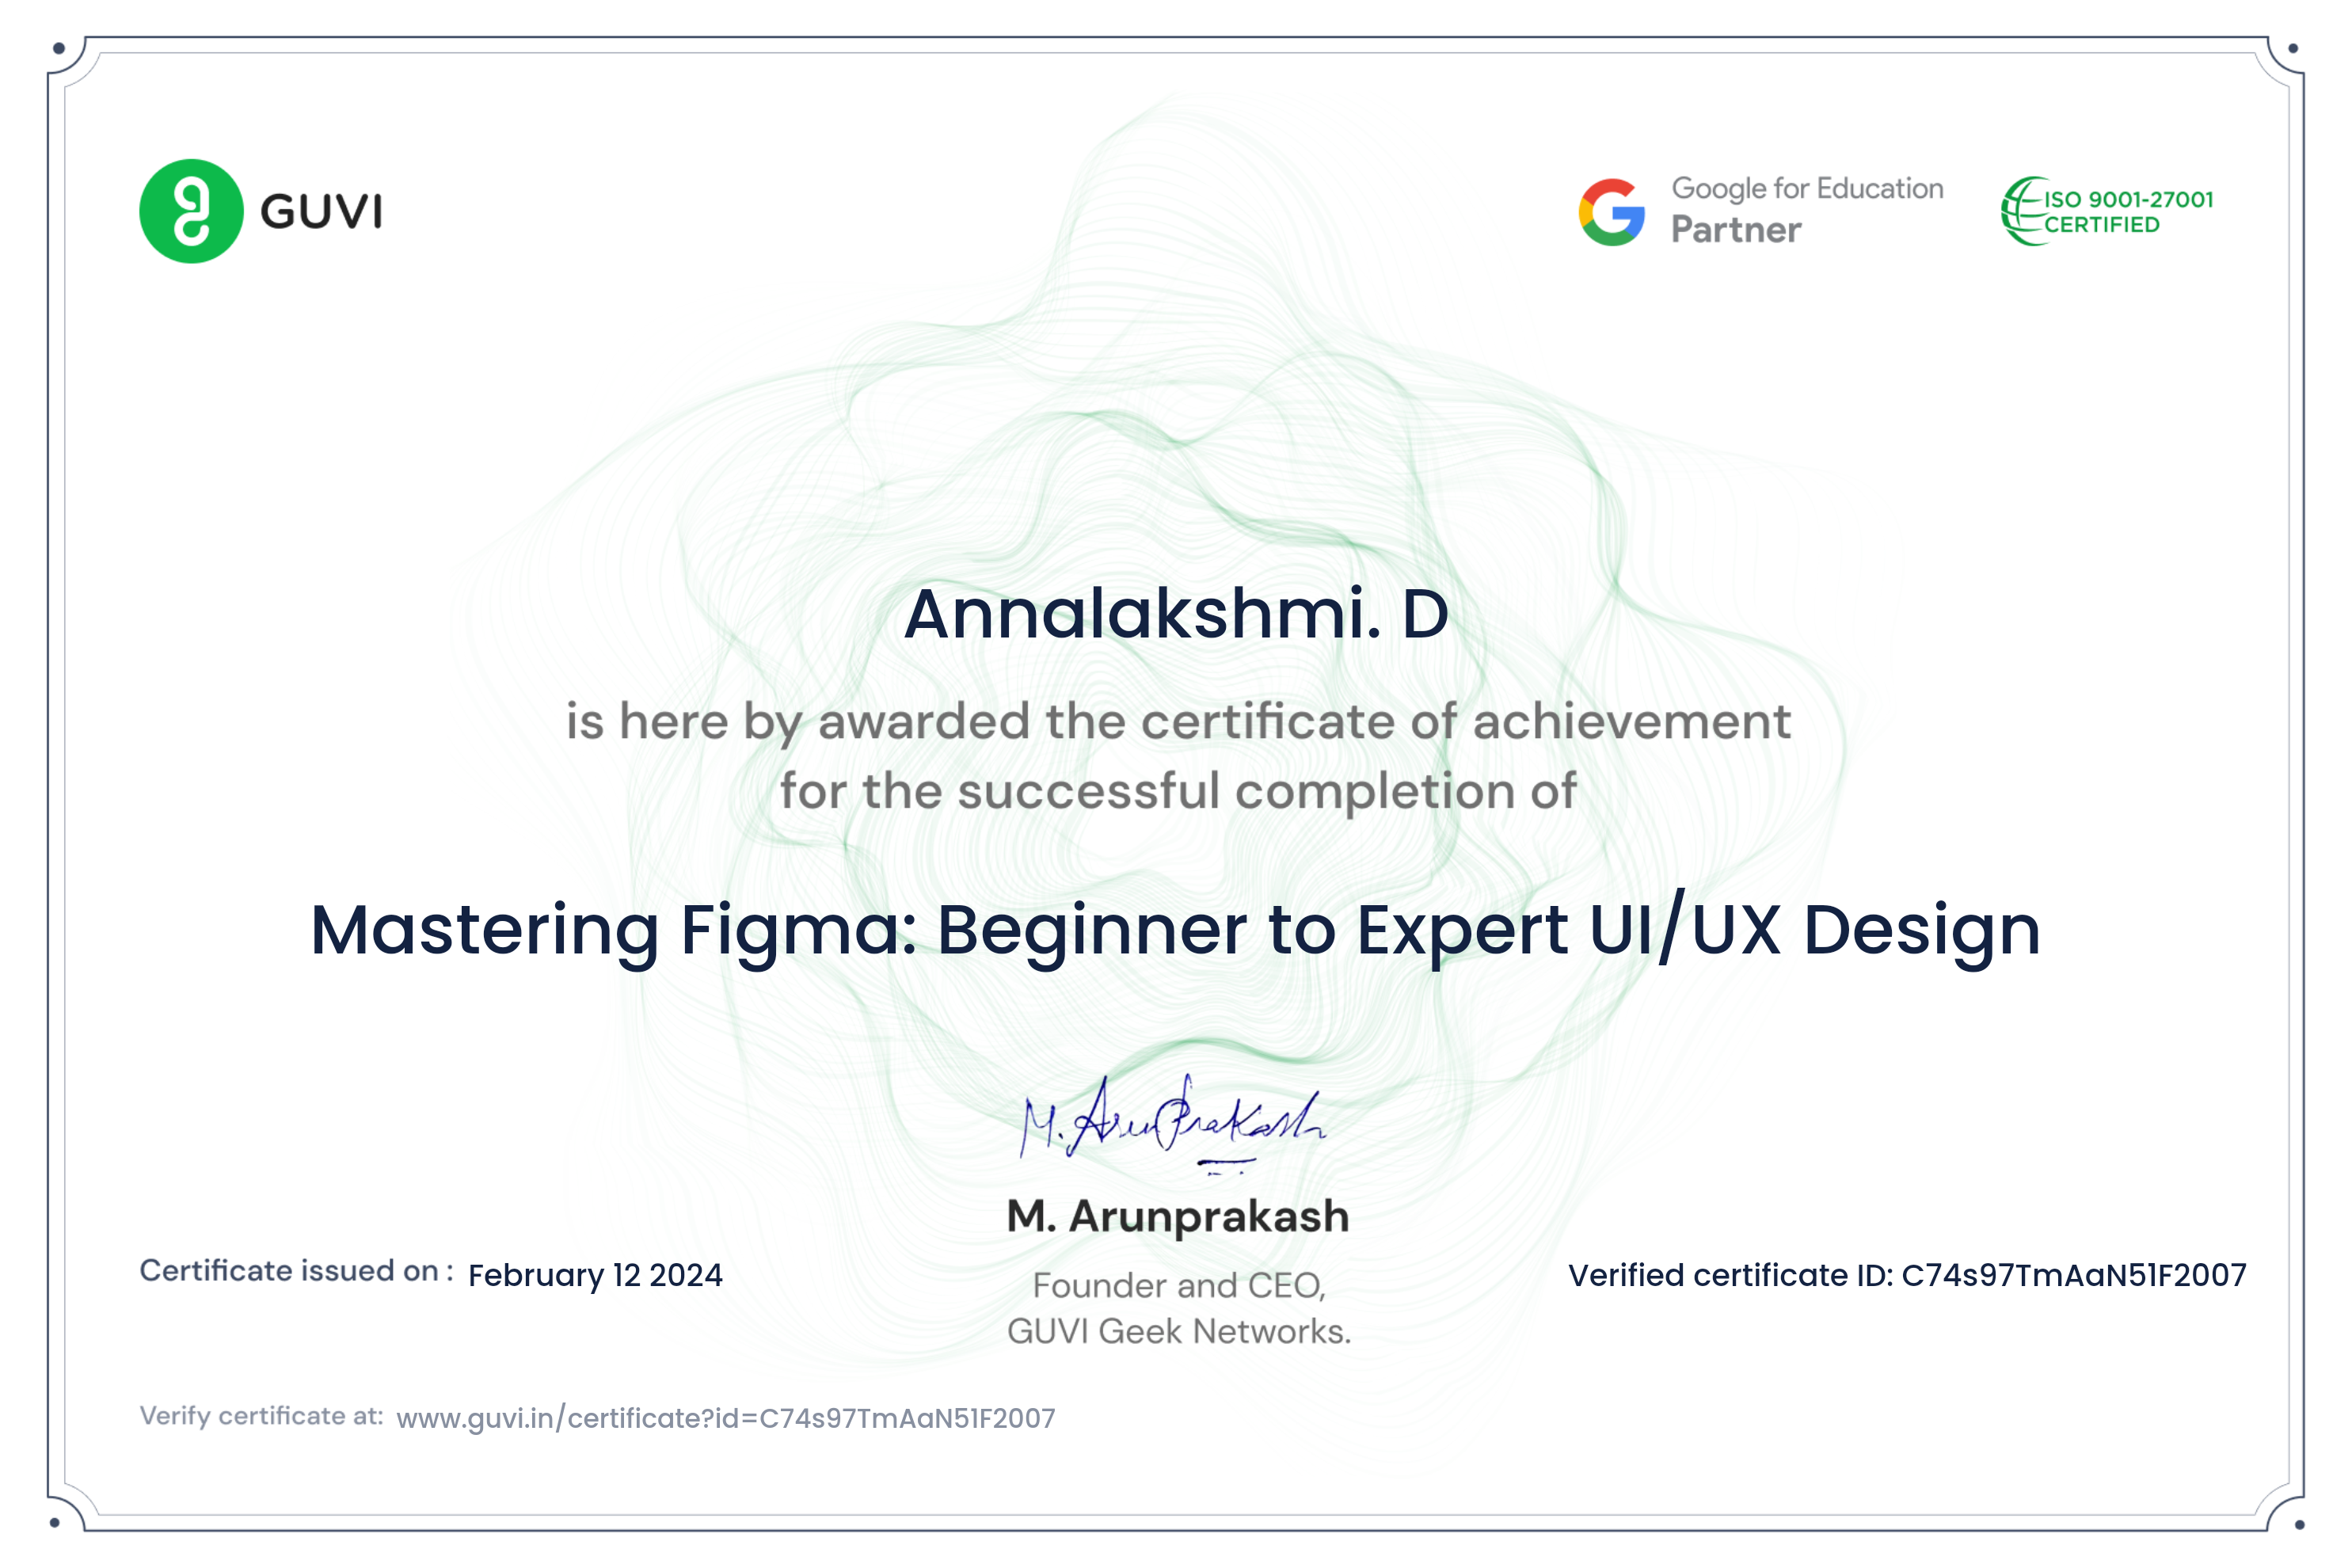 GUVI
Google for Education
Partner
ISO 9001-27001
CERTIFIED
Annalakshmi. D
is here by awarded the certificate of achievement
for the successful completion of
Mastering Figma: Beginner to Expert UI/UX Design
M. ArunPrakash
M. Arunprakash
Founder and CEO,
GUVI Geek Networks.
Certificate issued on : February 12 2024
Verified certificate ID: C74s97TmAaN51F2007
Verify certificate at: www.guvi.in/certificate?id=C74s97TmAaN51F2007